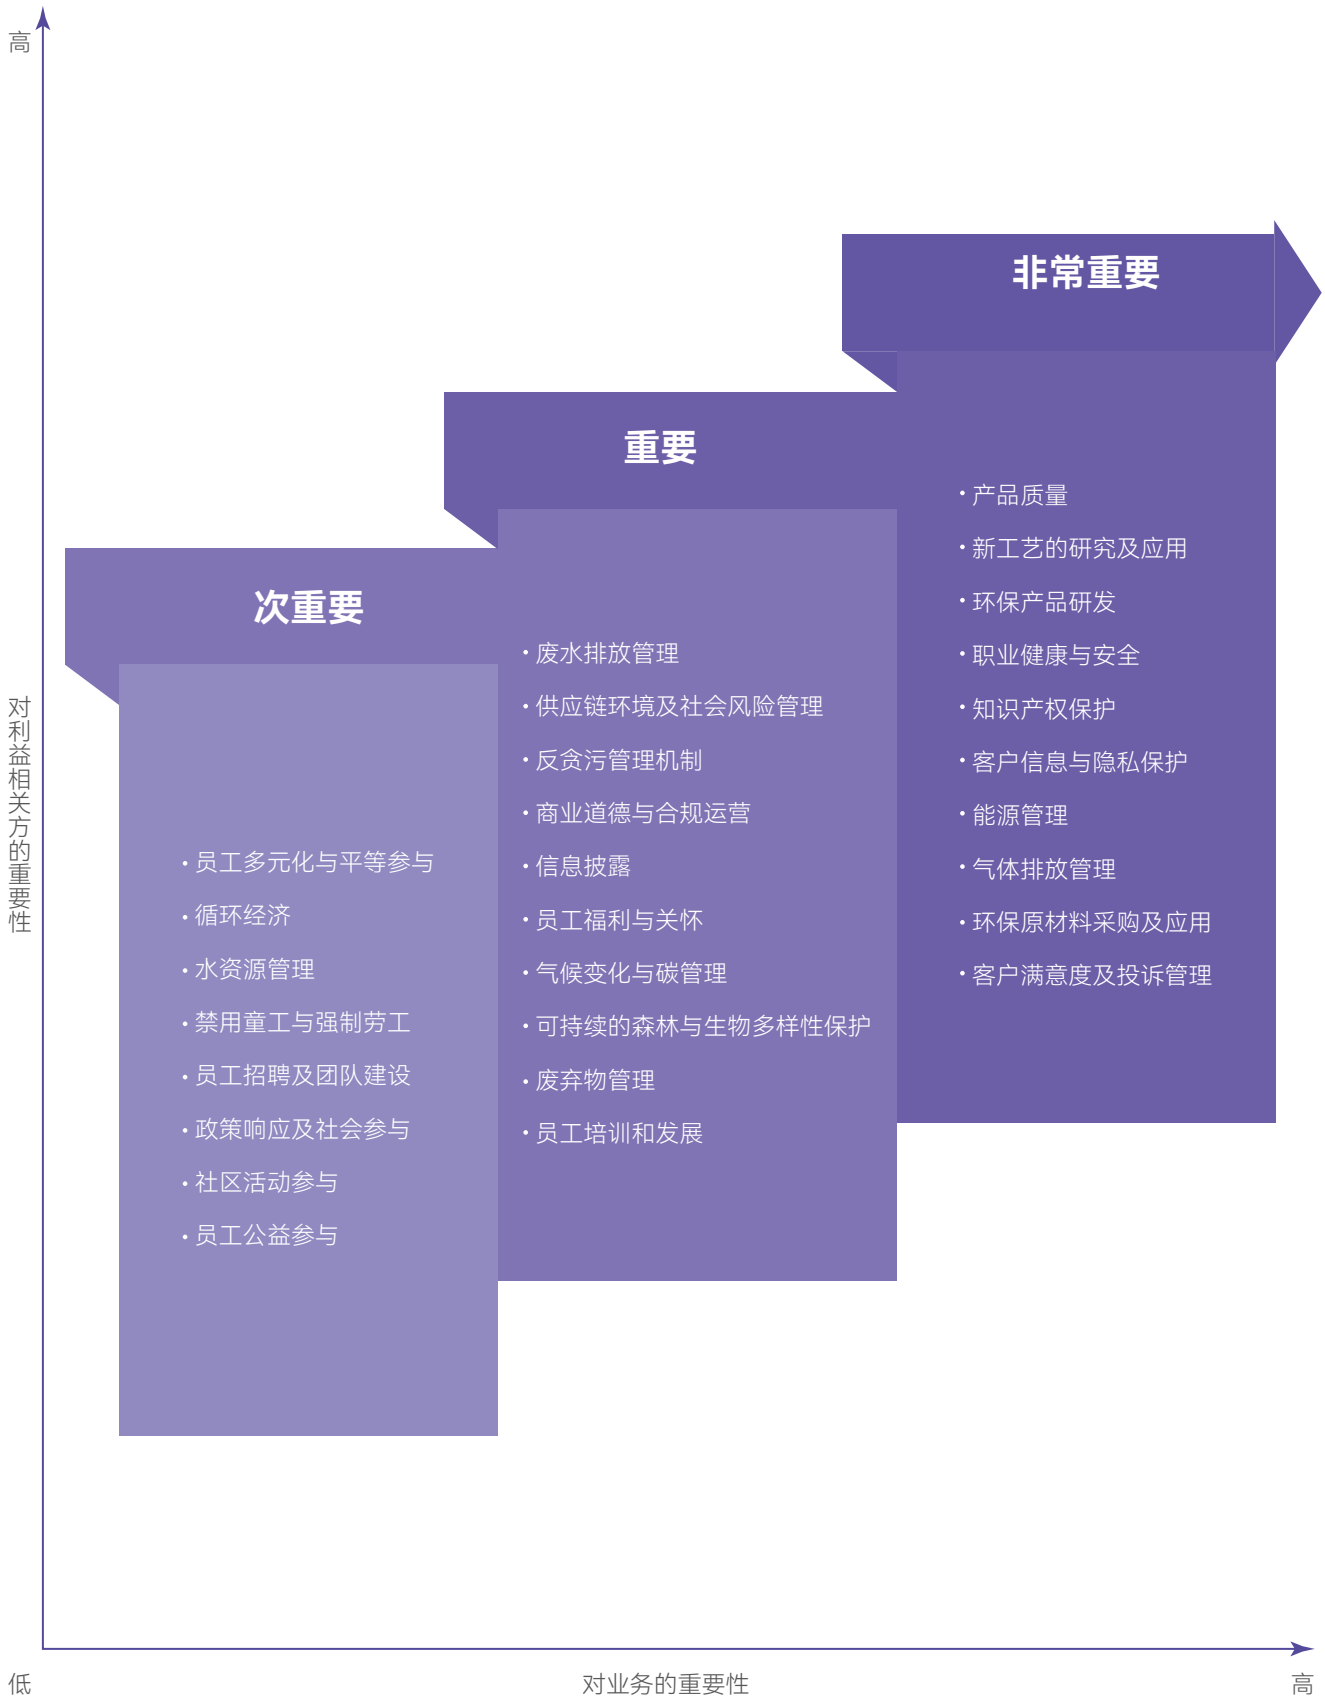 高
对利益相关方的重要性
次重要
• 员工多元化与平等参与
• 循环经济
• 水资源管理
• 禁用童工与强制劳工
• 员工招聘及团队建设
• 政策响应及社会参与
• 社区活动参与
• 员工公益参与
重要
• 废水排放管理
• 供应链环境及社会风险管理
• 反贪污管理机制
• 商业道德与合规运营
• 信息披露
• 员工福利与关怀
• 气候变化与碳管理
• 可持续的森林与生物多样性保护
• 废弃物管理
• 员工培训和发展
非常重要
• 产品质量
• 新工艺的研究及应用
• 环保产品研发
• 职业健康与安全
• 知识产权保护
• 客户信息与隐私保护
• 能源管理
• 气体排放管理
• 环保原材料采购及应用
• 客户满意度及投诉管理
低
对业务的重要性
高